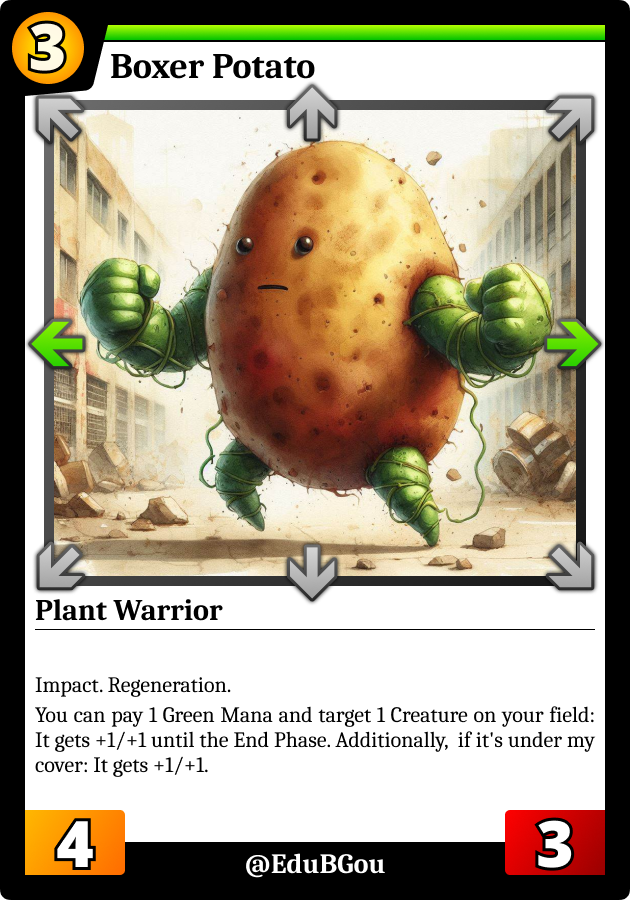 3
Boxer Potato
Plant Warrior
Impact. Regeneration.
You can pay 1 Green Mana and target 1 Creature on your field:
It gets +1/+1 until the End Phase. Additionally,  if it's under my
cover: It gets +1/+1.
4
@EduBGou
3